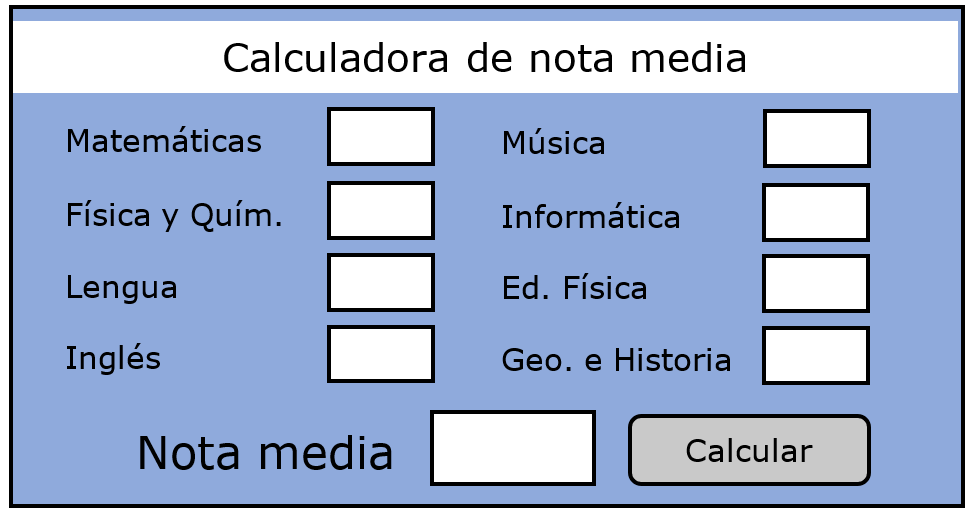 Calculadora de nota media
Matemáticas
Música
Física y Quím.
Informática
Lengua
Ed. Física
Inglés
Geo. e Historia
Nota media
Calcular